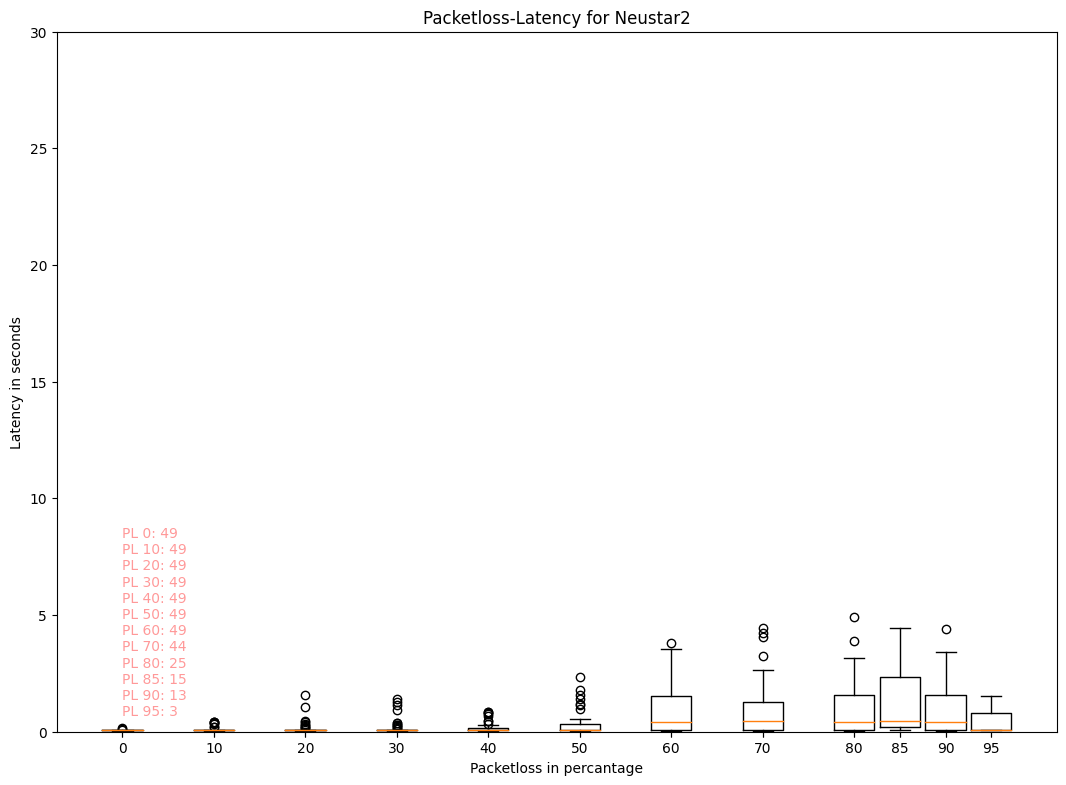 Packetloss-Latency for Neustar2
30
25
20
15
10
5
0
Latency in seconds
PL 0: 49
PL 10: 49
PL 20: 49
PL 30: 49
PL 40: 49
PL 50: 49
PL 60: 49
PL 70: 44
PL 80: 25
PL 85: 15
PL 90: 13
PL 95: 3
0 10 20 30 40 50 60 70 80 85 90 95
Packetloss in percantage